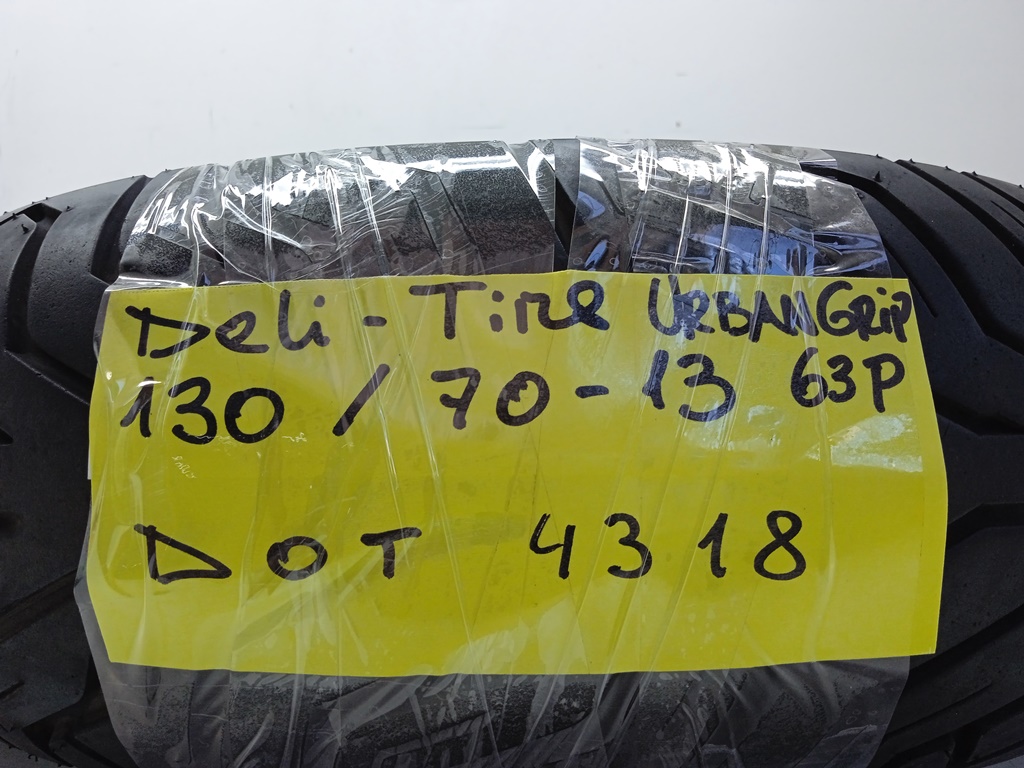 Deli - Tire URBANGRiP
130 / 70 - 13 63P
DOT 4318